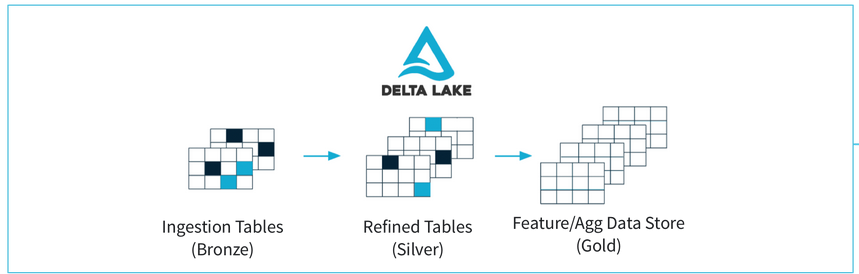 DELTA LAKE
Ingestion Tables
(Bronze)
Refined Tables
(Silver)
Feature/Agg Data Store
(Gold)